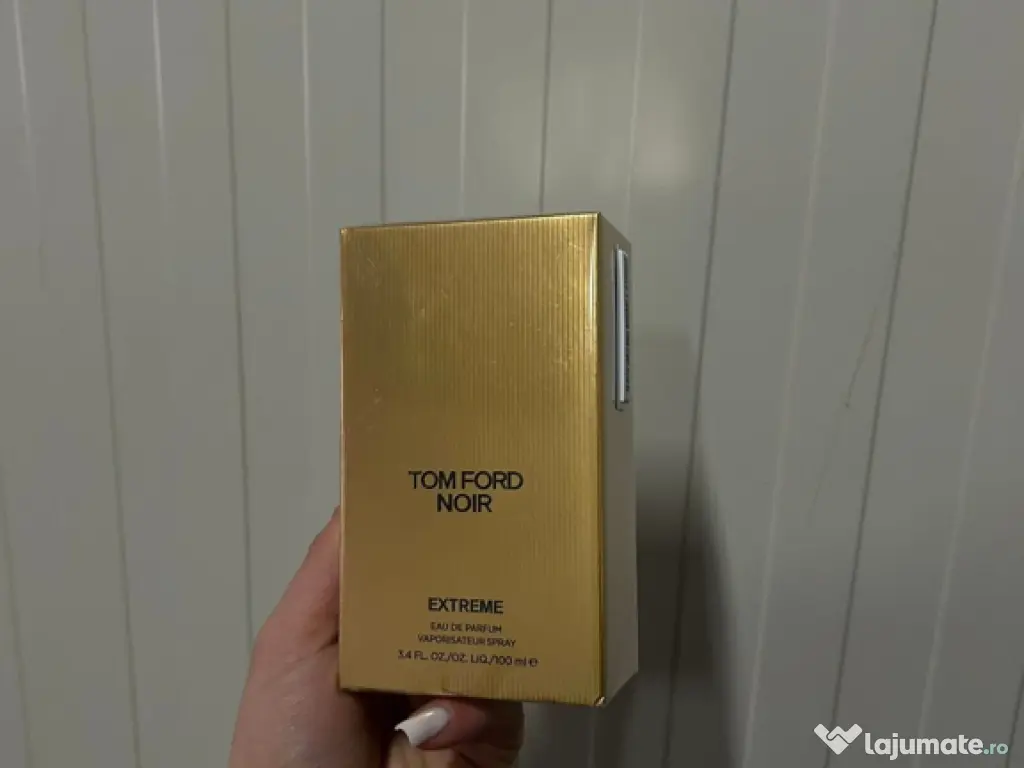 TOM FORD
NOIR
EXTREME
EAU DE PARFUM
VAPORISATEUR SPRAY
3.4 FL. OZ./OZ. LIQ./100 ml ℮
lajumate.ro